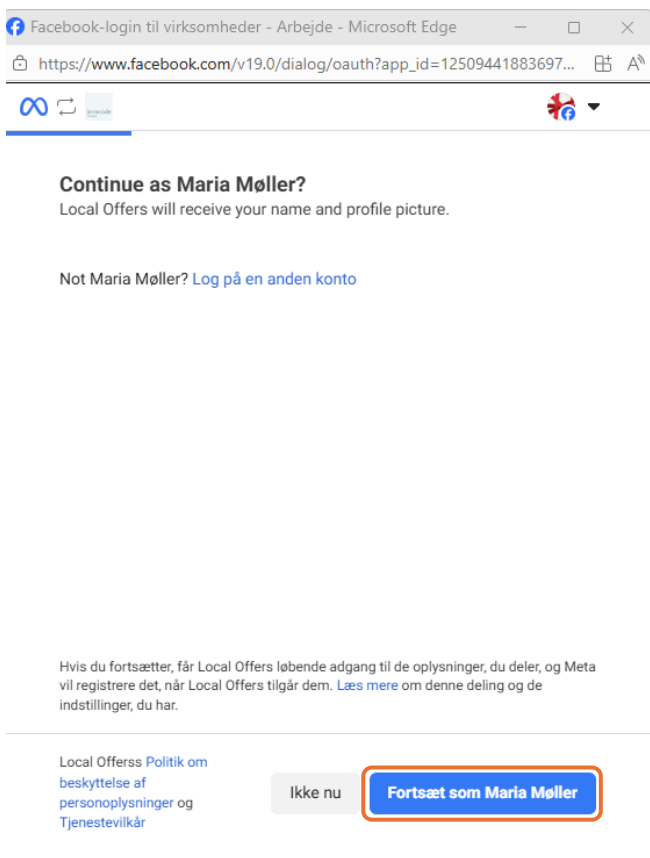 Facebook-login til virksomheder - Arbejde - Microsoft Edge
https://www.facebook.com/v19.0/dialog/oauth?app_id=12509441883697...
Continue as Maria Møller?
Local Offers will receive your name and profile picture.
Not Maria Møller? Log på en anden konto
Hvis du fortsætter, får Local Offers løbende adgang til de oplysninger, du deler, og Meta
vil registrere det, når Local Offers tilgår dem. Læs mere om denne deling og de
indstillinger, du har.
Local Offerss Politik om
beskyttelse af
personoplysninger og
Tjenestevilkår
Ikke nu
Fortsæt som Maria Møller